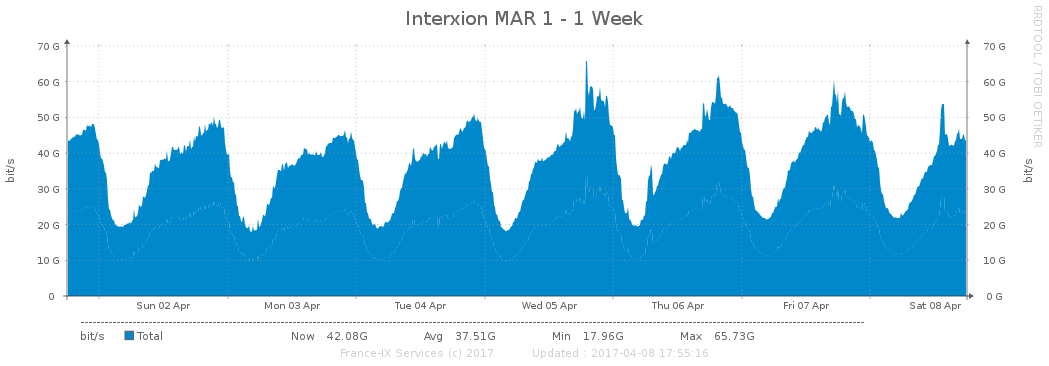 Interxion MAR 1 - 1 Week
RRDTOOL / TOBI OETIKER
70 G 70 G
60 G 60 G
50 G 50 G
40 G 40 G
30 G 30 G
20 G 20 G
10 G 10 G
0 0 G
bit/s bit/s
Sun 02 Apr Mon 03 Apr Tue 04 Apr Wed 05 Apr Thu 06 Apr Fri 07 Apr Sat 08 Apr
bit/s Total Now 42.08G Avg 37.51G Min 17.96G Max 65.73G
France-IX Services (c) 2017 Updated : 2017-04-08 17:55:16